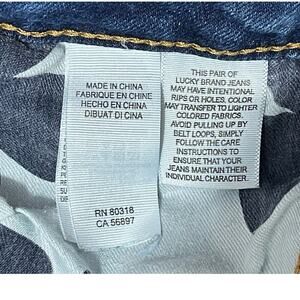 MADE IN CHINA
FABRIQUE EN CHINE
HECHO EN CHINA
DIBUAT DI CINA
RN 80318
CA 56897
THIS PAIR OF
LUCKY BRAND JEANS
MAY HAVE INTENTIONAL
RIPS OR HOLES. COLOR
MAY TRANSFER TO LIGHTER
COLORED FABRICS.
AVOID PULLING UP BY
BELT LOOPS, SIMPLY
FOLLOW THE CARE
INSTRUCTIONS TO
ENSURE THAT YOUR
JEANS MAINTAIN THEIR
INDIVIDUAL CHARACTER.